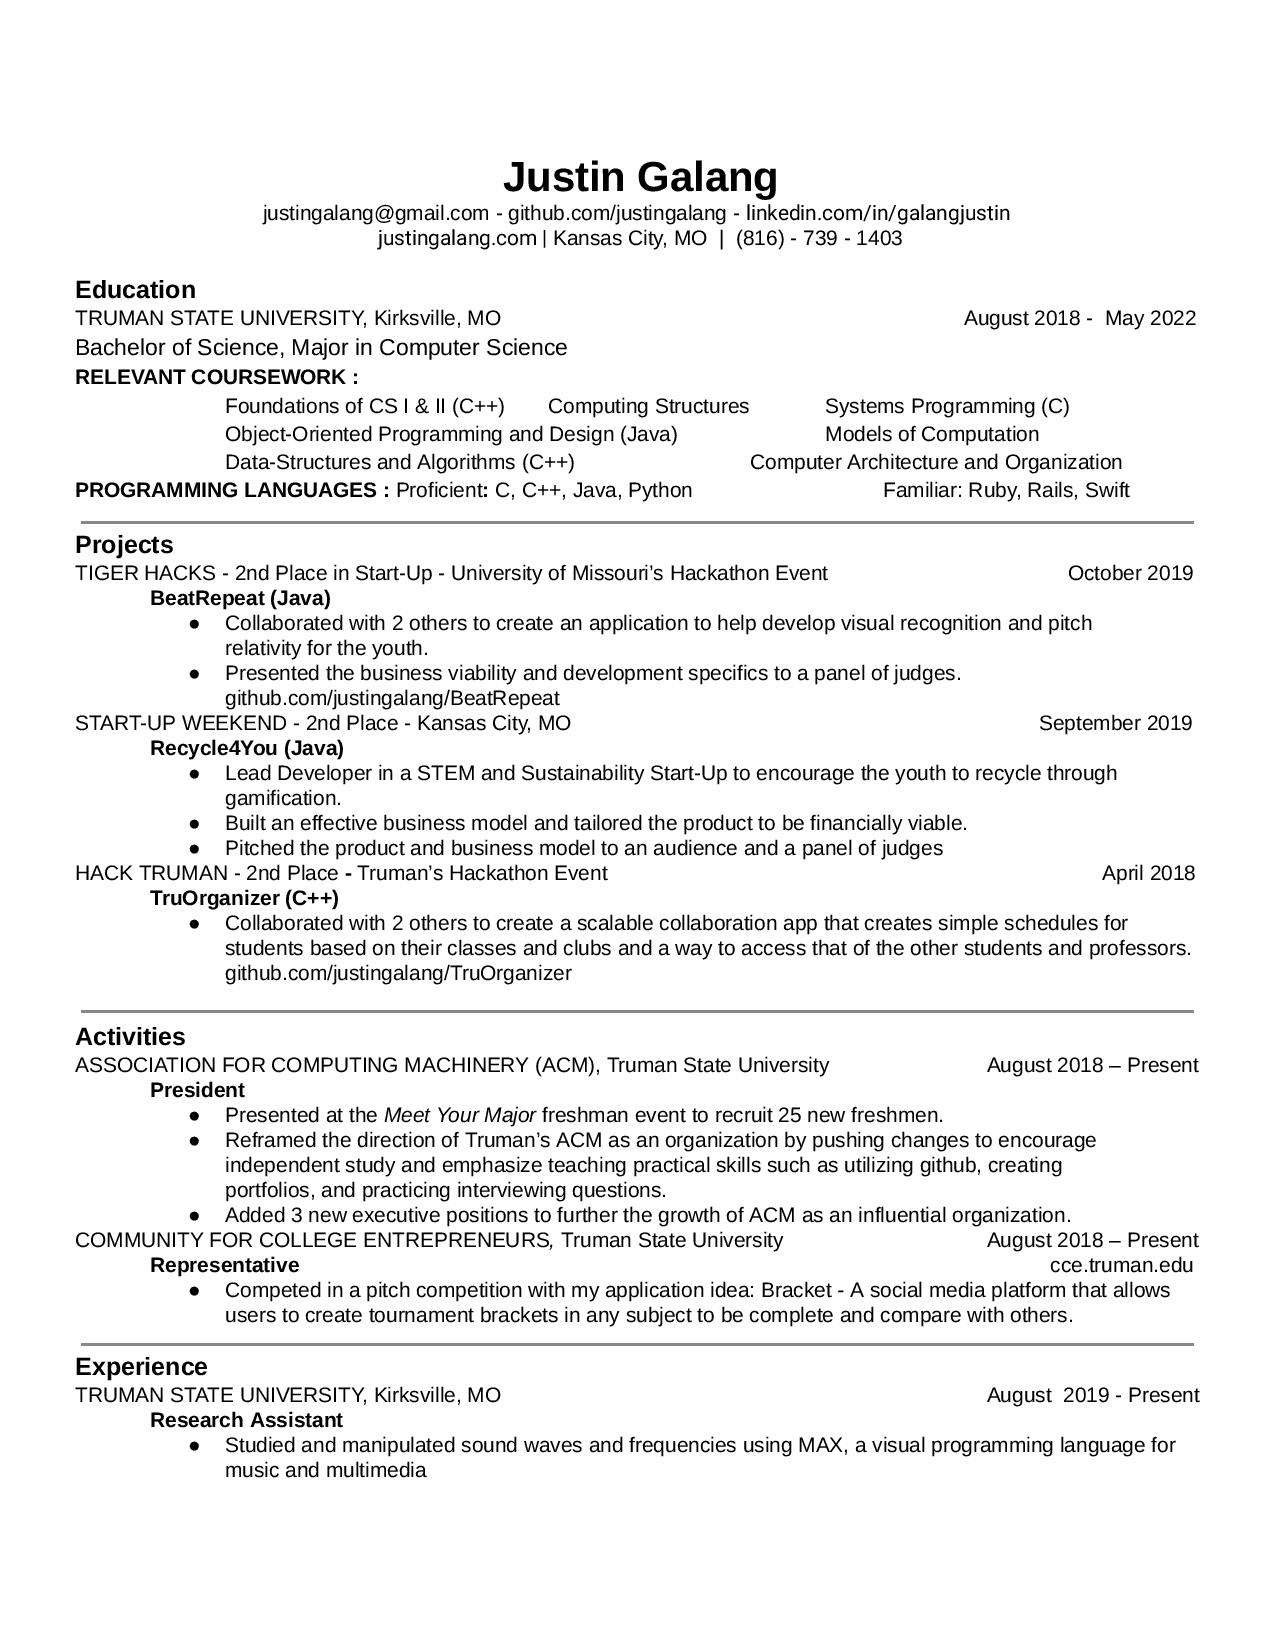 Justin Galang
justingalang@gmail.com - github.com/justingalang - linkedin.com/in/galangjustin
justingalang.com | Kansas City, MO | (816) - 739 - 1403
Education
TRUMAN STATE UNIVERSITY, Kirksville, MO August 2018 - May 2022
Bachelor of Science, Major in Computer Science
RELEVANT COURSEWORK :
Foundations of CS I & II (C++) Computing Structures Systems Programming (C)
Object-Oriented Programming and Design (Java) Models of Computation
Data-Structures and Algorithms (C++) Computer Architecture and Organization
PROGRAMMING LANGUAGES : Proficient: C, C++, Java, Python Familiar: Ruby, Rails, Swift
Projects
TIGER HACKS - 2nd Place in Start-Up - University of Missouri’s Hackathon Event October 2019
BeatRepeat (Java)
● Collaborated with 2 others to create an application to help develop visual recognition and pitch
relativity for the youth.
● Presented the business viability and development specifics to a panel of judges.
github.com/justingalang/BeatRepeat
START-UP WEEKEND - 2nd Place - Kansas City, MO September 2019
Recycle4You (Java)
● Lead Developer in a STEM and Sustainability Start-Up to encourage the youth to recycle through
gamification.
● Built an effective business model and tailored the product to be financially viable.
● Pitched the product and business model to an audience and a panel of judges
HACK TRUMAN - 2nd Place - Truman’s Hackathon Event April 2018
TruOrganizer (C++)
● Collaborated with 2 others to create a scalable collaboration app that creates simple schedules for
students based on their classes and clubs and a way to access that of the other students and professors.
github.com/justingalang/TruOrganizer
Activities
ASSOCIATION FOR COMPUTING MACHINERY (ACM), Truman State University August 2018 – Present
President
● Presented at the Meet Your Major freshman event to recruit 25 new freshmen.
● Reframed the direction of Truman’s ACM as an organization by pushing changes to encourage
independent study and emphasize teaching practical skills such as utilizing github, creating
portfolios, and practicing interviewing questions.
● Added 3 new executive positions to further the growth of ACM as an influential organization.
COMMUNITY FOR COLLEGE ENTREPRENEURS, Truman State University August 2018 – Present
Representative cce.truman.edu
● Competed in a pitch competition with my application idea: Bracket - A social media platform that allows
users to create tournament brackets in any subject to be complete and compare with others.
Experience
TRUMAN STATE UNIVERSITY, Kirksville, MO August 2019 - Present
Research Assistant
● Studied and manipulated sound waves and frequencies using MAX, a visual programming language for
music and multimedia